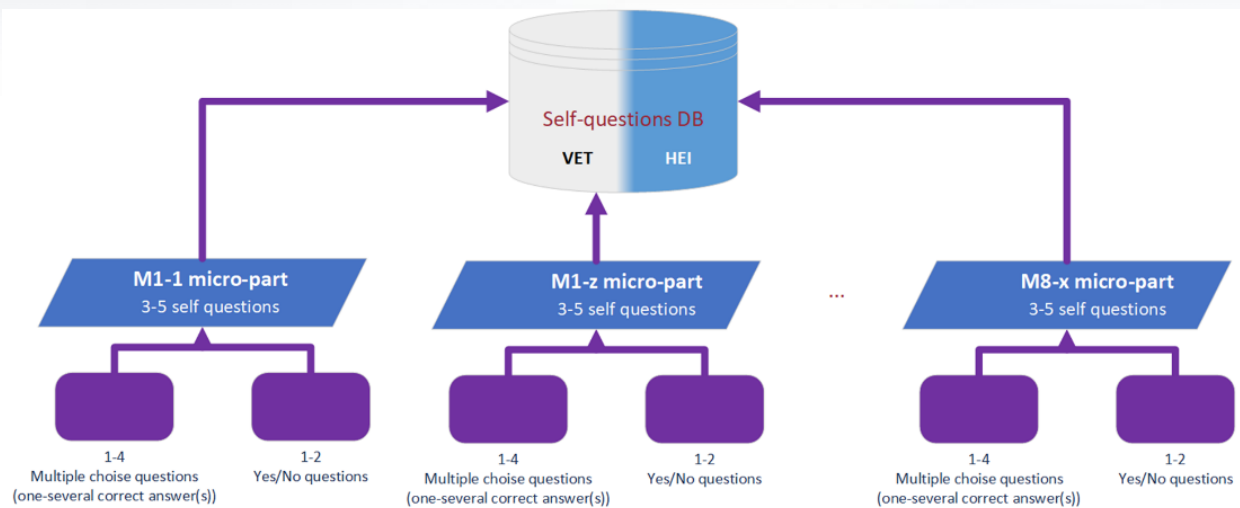 Self-questions DB
VET
HEI
M1-1 micro-part
3-5 self questions
M1-z micro-part
3-5 self questions
...
M8-x micro-part
3-5 self questions
1-4
Multiple choise questions
(one-several correct answer(s))
1-2
Yes/No questions
1-4
Multiple choise questions
(one-several correct answer(s))
1-2
Yes/No questions
1-4
Multiple choise questions
(one-several correct answer(s))
1-2
Yes/No questions